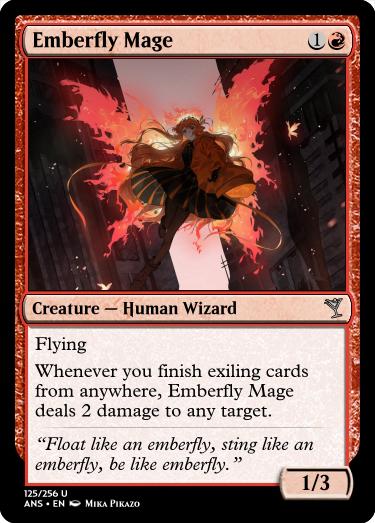 Emberfly Mage 1
Creature — Human Wizard
Flying
Whenever you finish exiling cards
from anywhere, Emberfly Mage
deals 2 damage to any target.
“Float like an emberfly, sting like an
emberfly, be like emberfly.”
1/3
125/256 U
ANS • EN Mika Pikazo